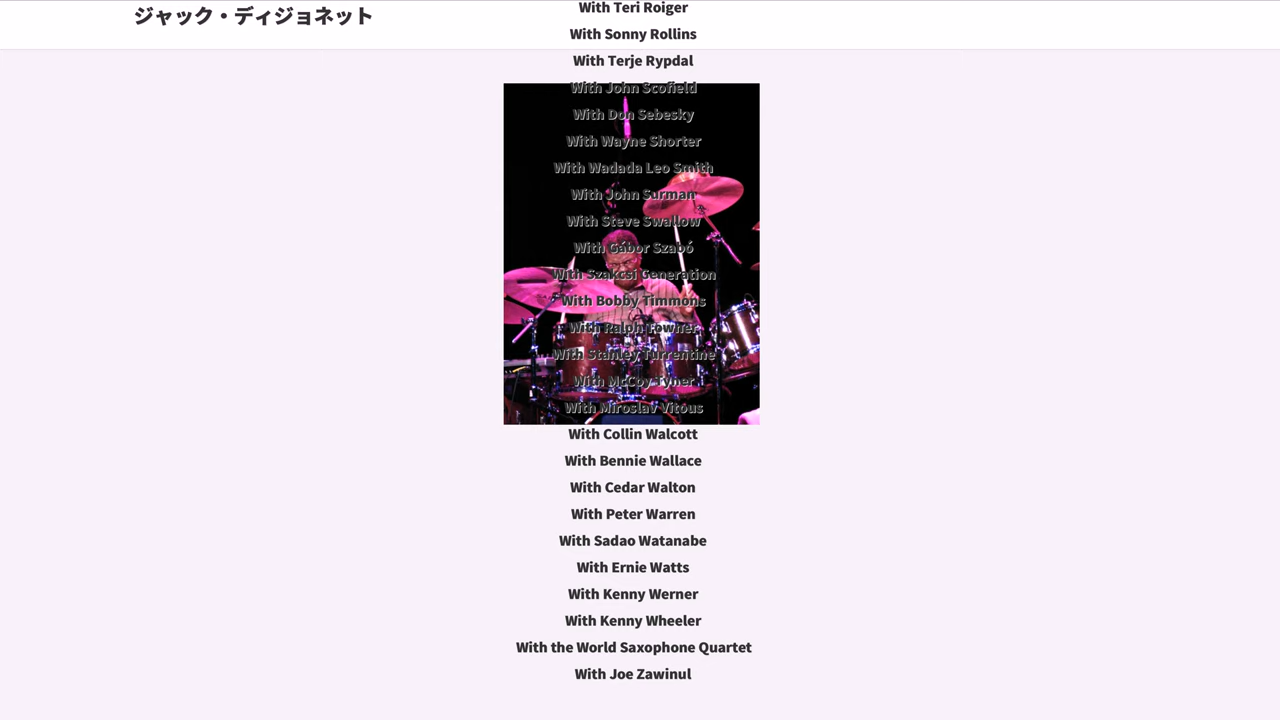 ジャック・ディジョネット
With Teri Roiger
With Sonny Rollins
With Terje Rypdal
With John Scofield
With Don Sebesky
With Wayne Shorter
With Wadada Leo Smith
With John Surman
With Steve Swallow
With Gábor Szabó
With Szakcsi Generation
With Bobby Timmons
With Ralph Towner
With Stanley Turrentine
With McCoy Tyner
With Miroslav Vitous
With Collin Walcott
With Bennie Wallace
With Cedar Walton
With Peter Warren
With Sadao Watanabe
With Ernie Watts
With Kenny Werner
With Kenny Wheeler
With the World Saxophone Quartet
With Joe Zawinul